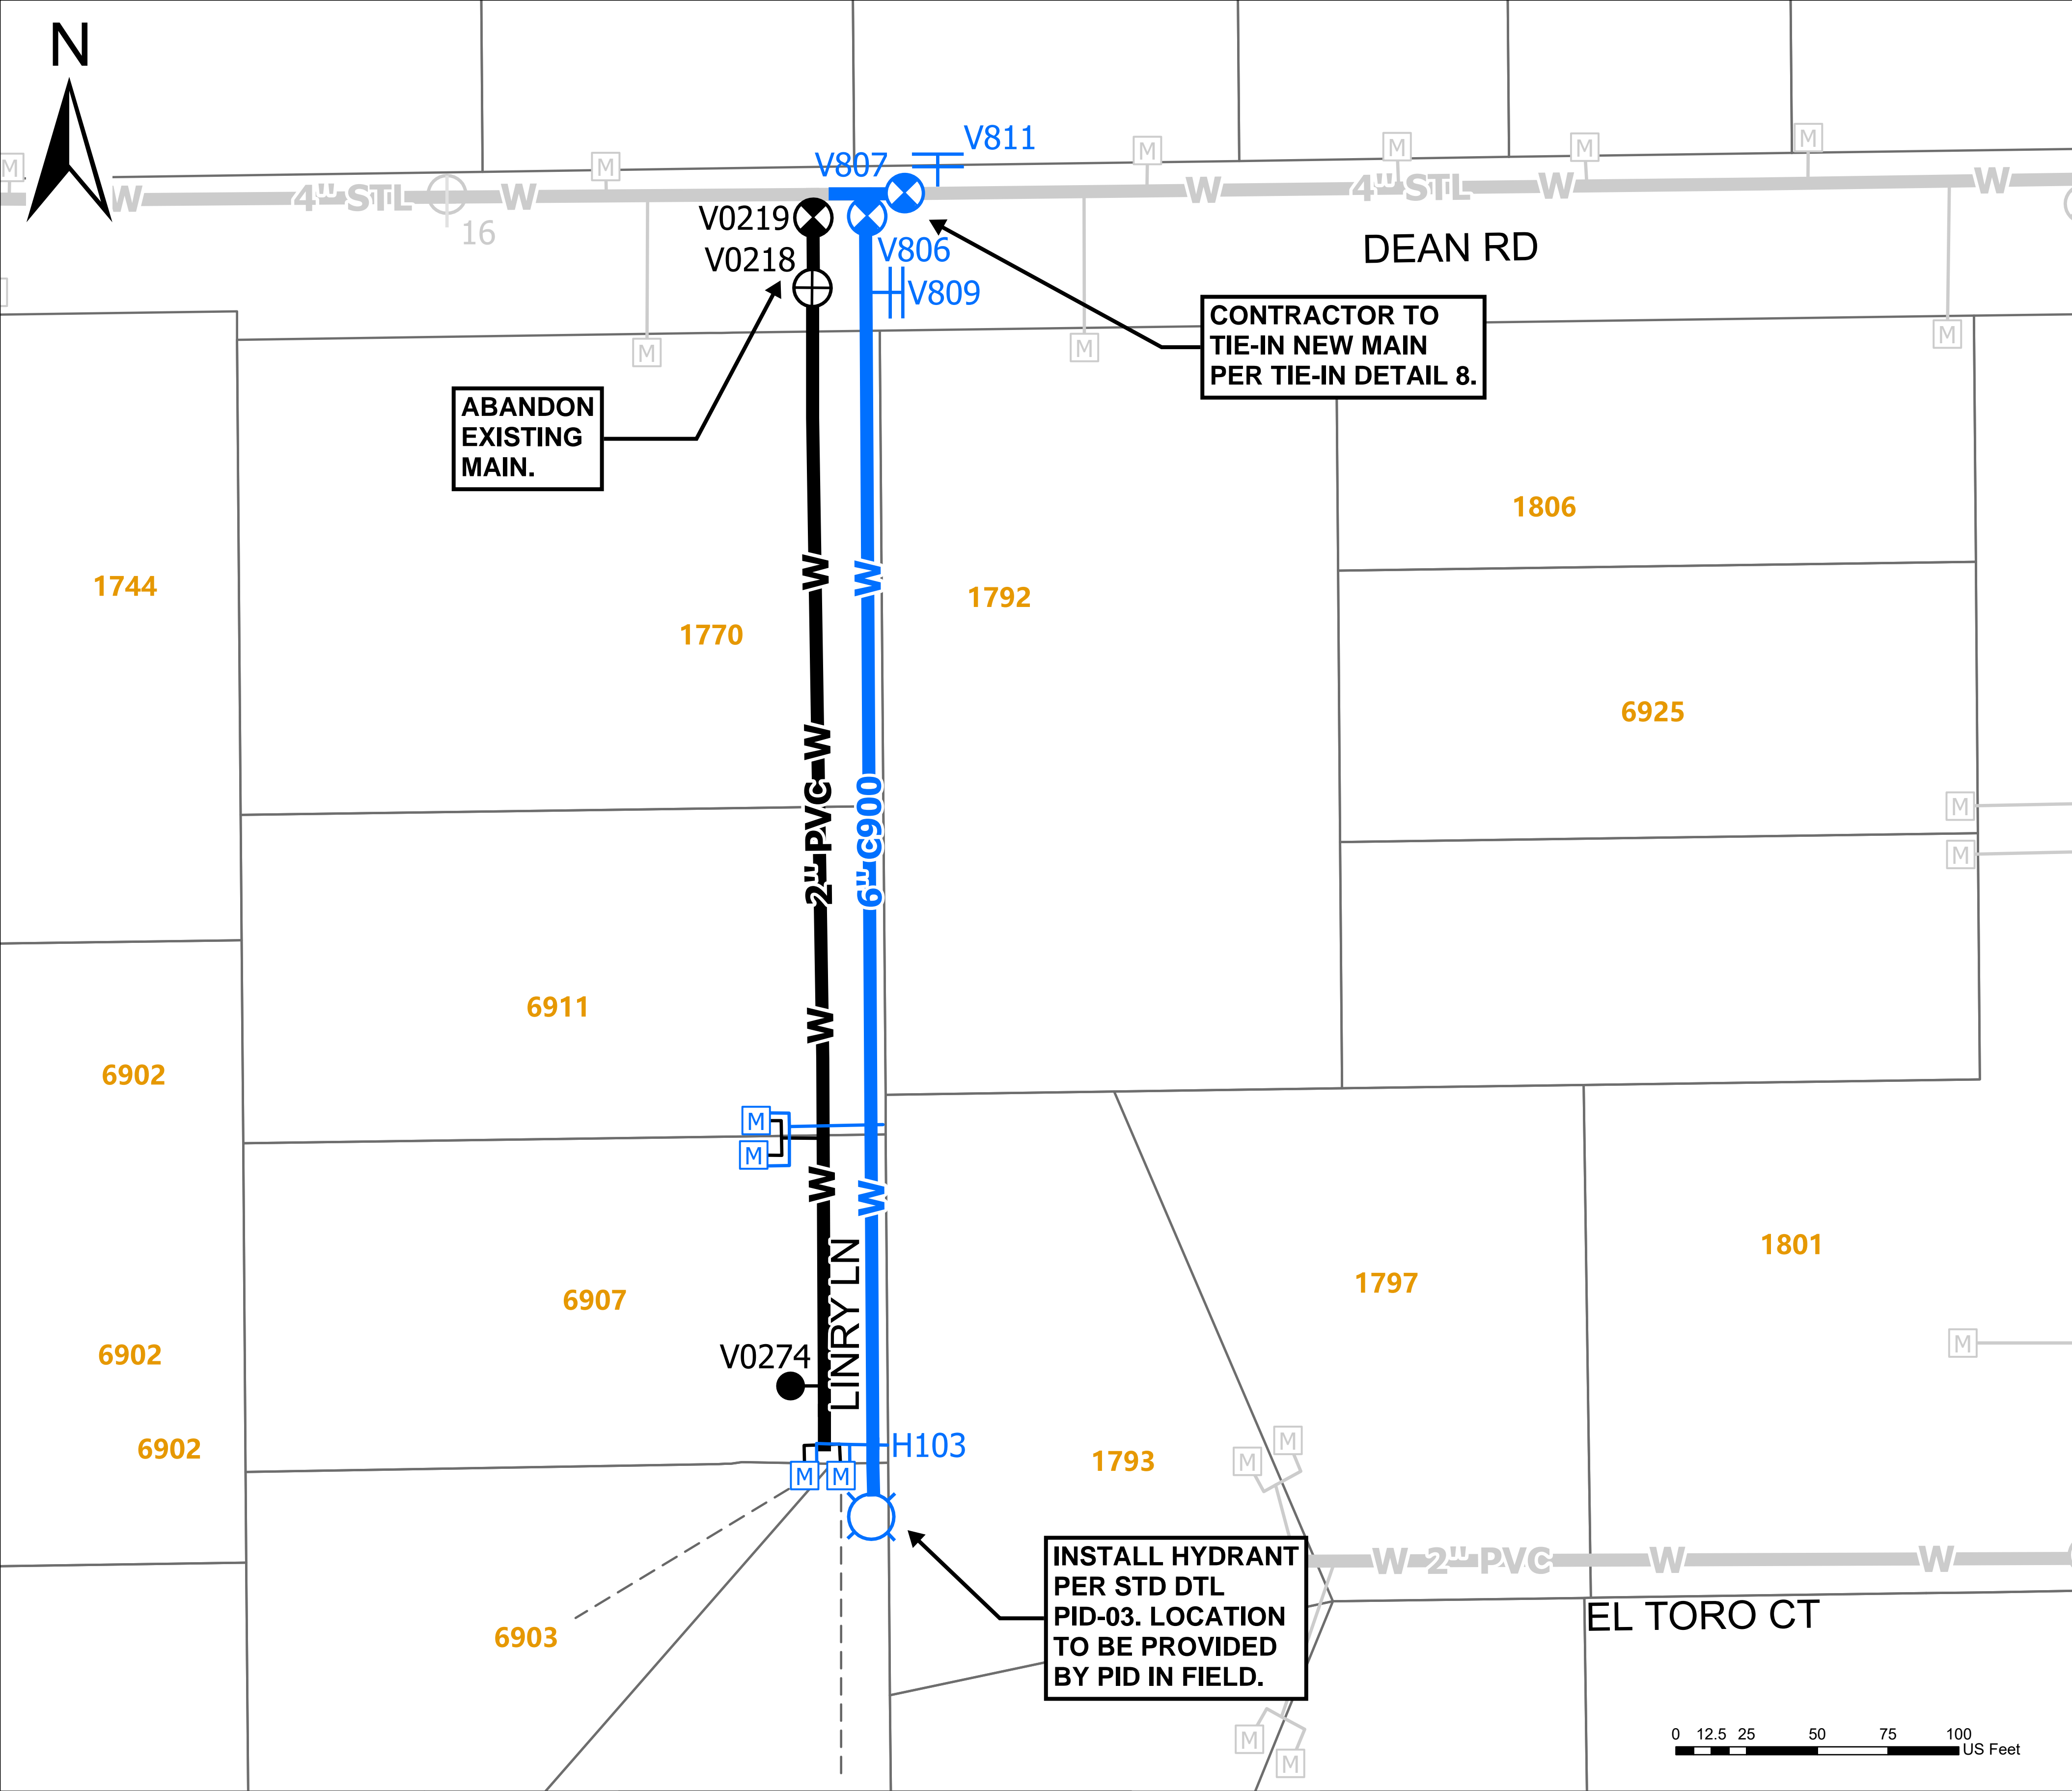 N
V811
V807
M
M
M
M
M
M
W
4" STL
W
W
4" STL
W
W
16
V0219
V0218
V806
V809
DEAN RD
M
M
M
CONTRACTOR TO
TIE-IN NEW MAIN
PER TIE-IN DETAIL 8.
ABANDON
EXISTING
MAIN.
1806
1744
1770
1792
W
W
6925
W
2" PVC
6" C900
M
M
6911
W
6902
M
M
W
W
6907
LINRY LN
1797
1801
V0274
6902
6902
H103
1793
M
M
M
M
M
INSTALL HYDRANT
PER STD DTL
PID-03. LOCATION
TO BE PROVIDED
BY PID IN FIELD.
W
2" PVC
W
W
EL TORO CT
6903
M
M
0 12.5 25 50 75 100
US Feet